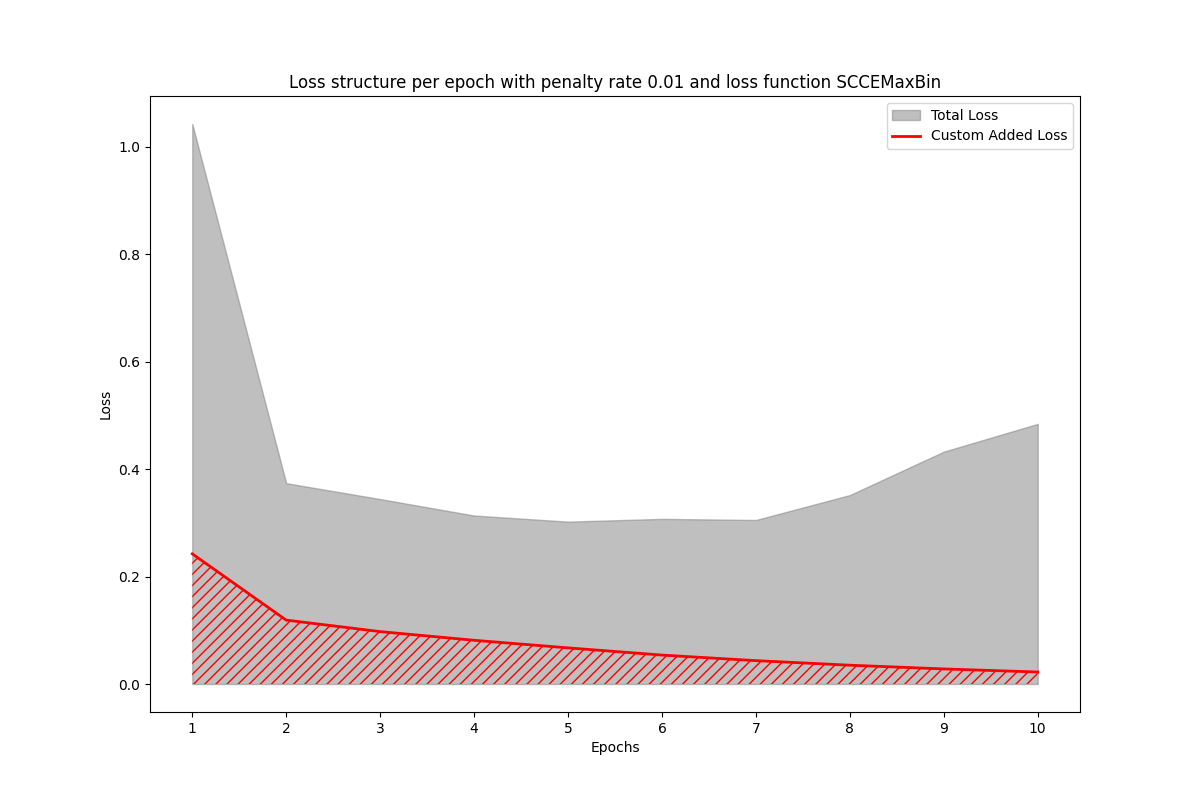 Loss structure per epoch with penalty rate 0.01 and loss function SCCEMaxBin
Total Loss
Custom Added Loss
1.0
0.8
0.6
0.4
0.2
0.0
Loss
1 2 3 4 5 6 7 8 9 10
Epochs